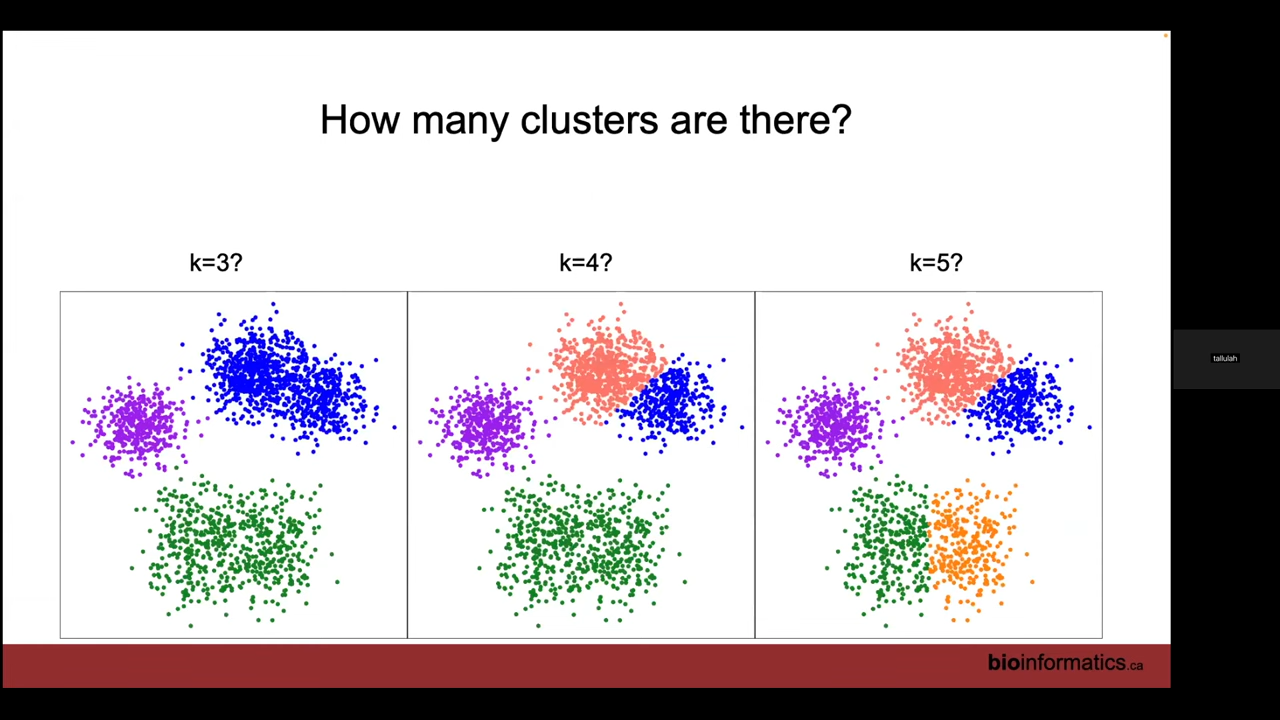 How many clusters are there?
k=3?
k=4?
k=5?
tallulah
bioinformatics.ca